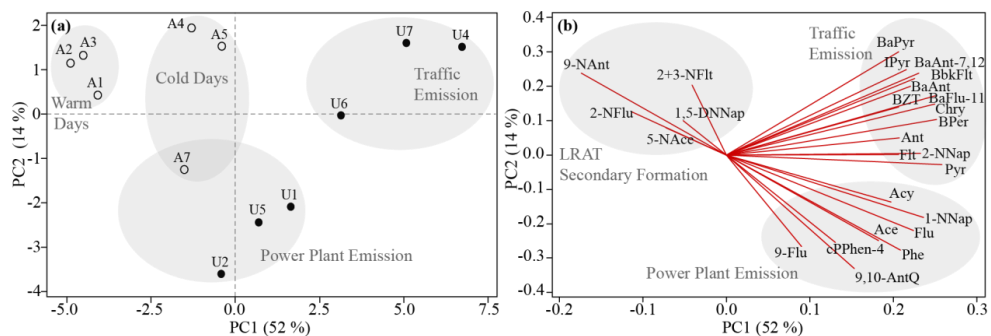 (a)
PC2 (14 %)
2
1
0
-1
-2
-3
-4
A2
A3
A1
A4
A5
A7
U7
U4
U6
U1
U5
U2
Warm
Days
Cold Days
Traffic
Emission
Power Plant Emission
-5.0
-2.5
0.0
2.5
5.0
7.5
PC1 (52 %)
(b)
PC2 (14 %)
0.4
0.3
0.2
0.1
0.0
-0.1
-0.2
-0.3
-0.4
Traffic
Emission
9-NAnt
2+3-NFlt
2-NFlu
1,5-DNNap
5-NAce
LRAT
Secondary Formation
BaPyr
IPyr
BaAnt-7,12
BbkFlt
BaAnt
BZT
BaFlu-11
Chry
BPer
Ant
Flt
2-NNap
Pyr
Acy
1-NNap
Ace
Flu
cPPhen-4
9-Flu
Phe
9,10-AntQ
Power Plant Emission
-0.2
-0.1
0.0
0.1
0.2
0.3
PC1 (52 %)